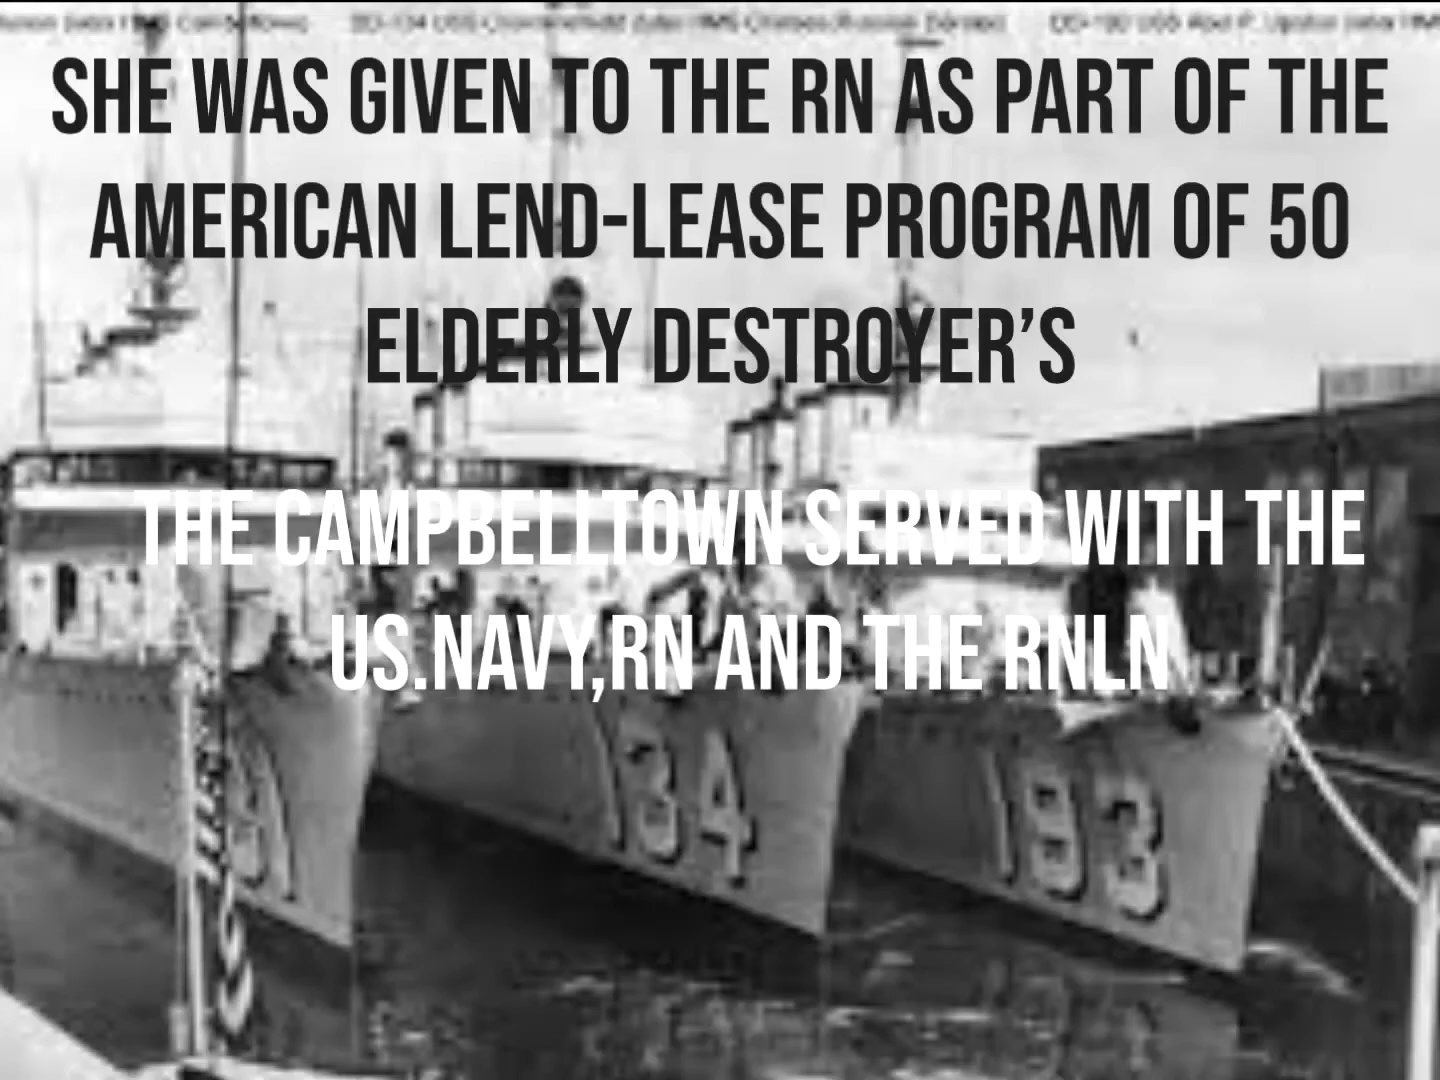 SHE WAS GIVEN TO THE RN AS PART OF THE
AMERICAN LEND-LEASE PROGRAM OF 50
ELDERLY DESTROYER’S
THE CAMPBELLTOWN SERVED WITH THE
US.NAVY,RN AND THE RNLN
134
183